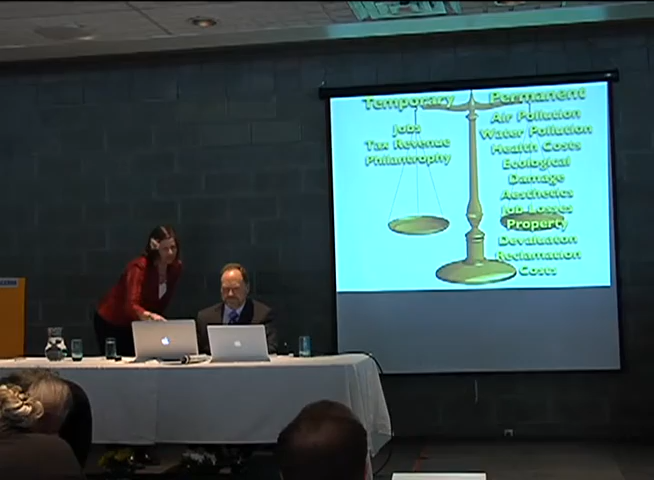 Temporary
Jobs
Tax Revenue
Philanthropy
Permanent
Air Pollution
Water Pollution
Health Costs
Ecological
Damage
Aesthetics
Job Losses
Property
Devaluation
Reclamation
Costs